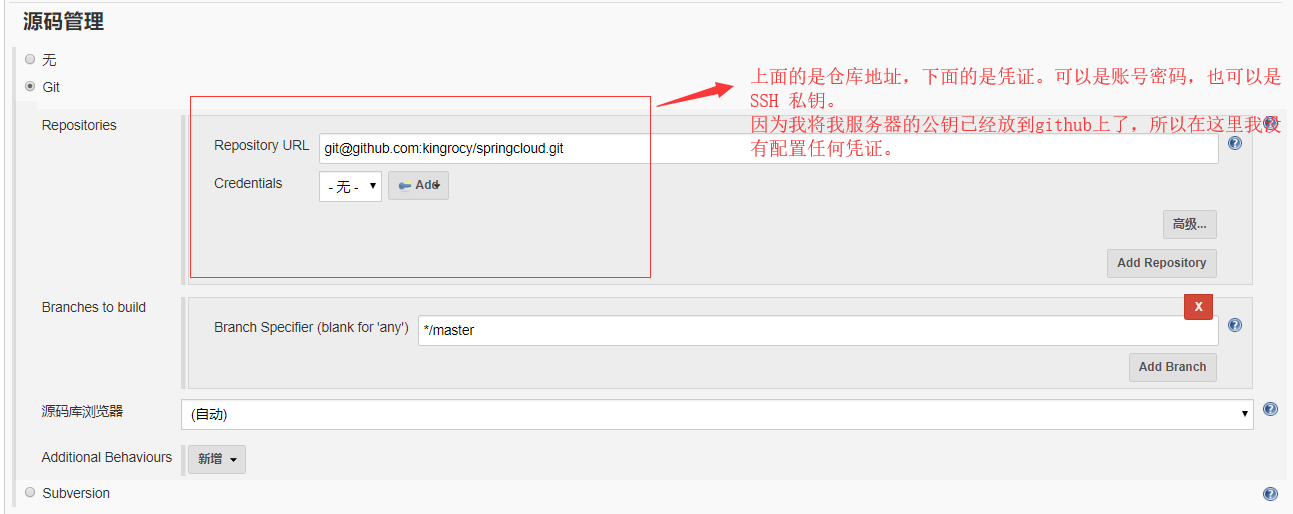 源码管理
无
Git
上面的是仓库地址，下面的是凭证。可以是账号密码，也可以是
SSH 私钥。
因为我将我服务器的公钥已经放到github上了，所以在这里我没
有配置任何凭证。
Repositories
Repository URL
git@github.com:kingrocy/springcloud.git
Credentials
- 无 -
Add
高级...
Add Repository
Branches to build
X
Branch Specifier (blank for 'any')
*/master
Add Branch
源码库浏览器
(自动)
Additional Behaviours
新增
Subversion